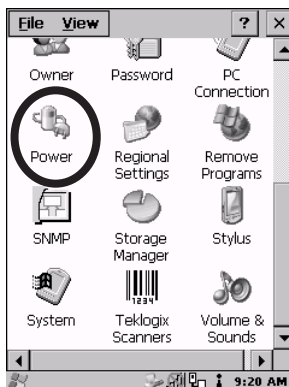 File View ? ×
Owner Password PC Connection
Power Regional Settings Remove Programs
SNMP Storage Manager Stylus
1234
System Teklogix Scanners Volume & Sounds
9:20 AM